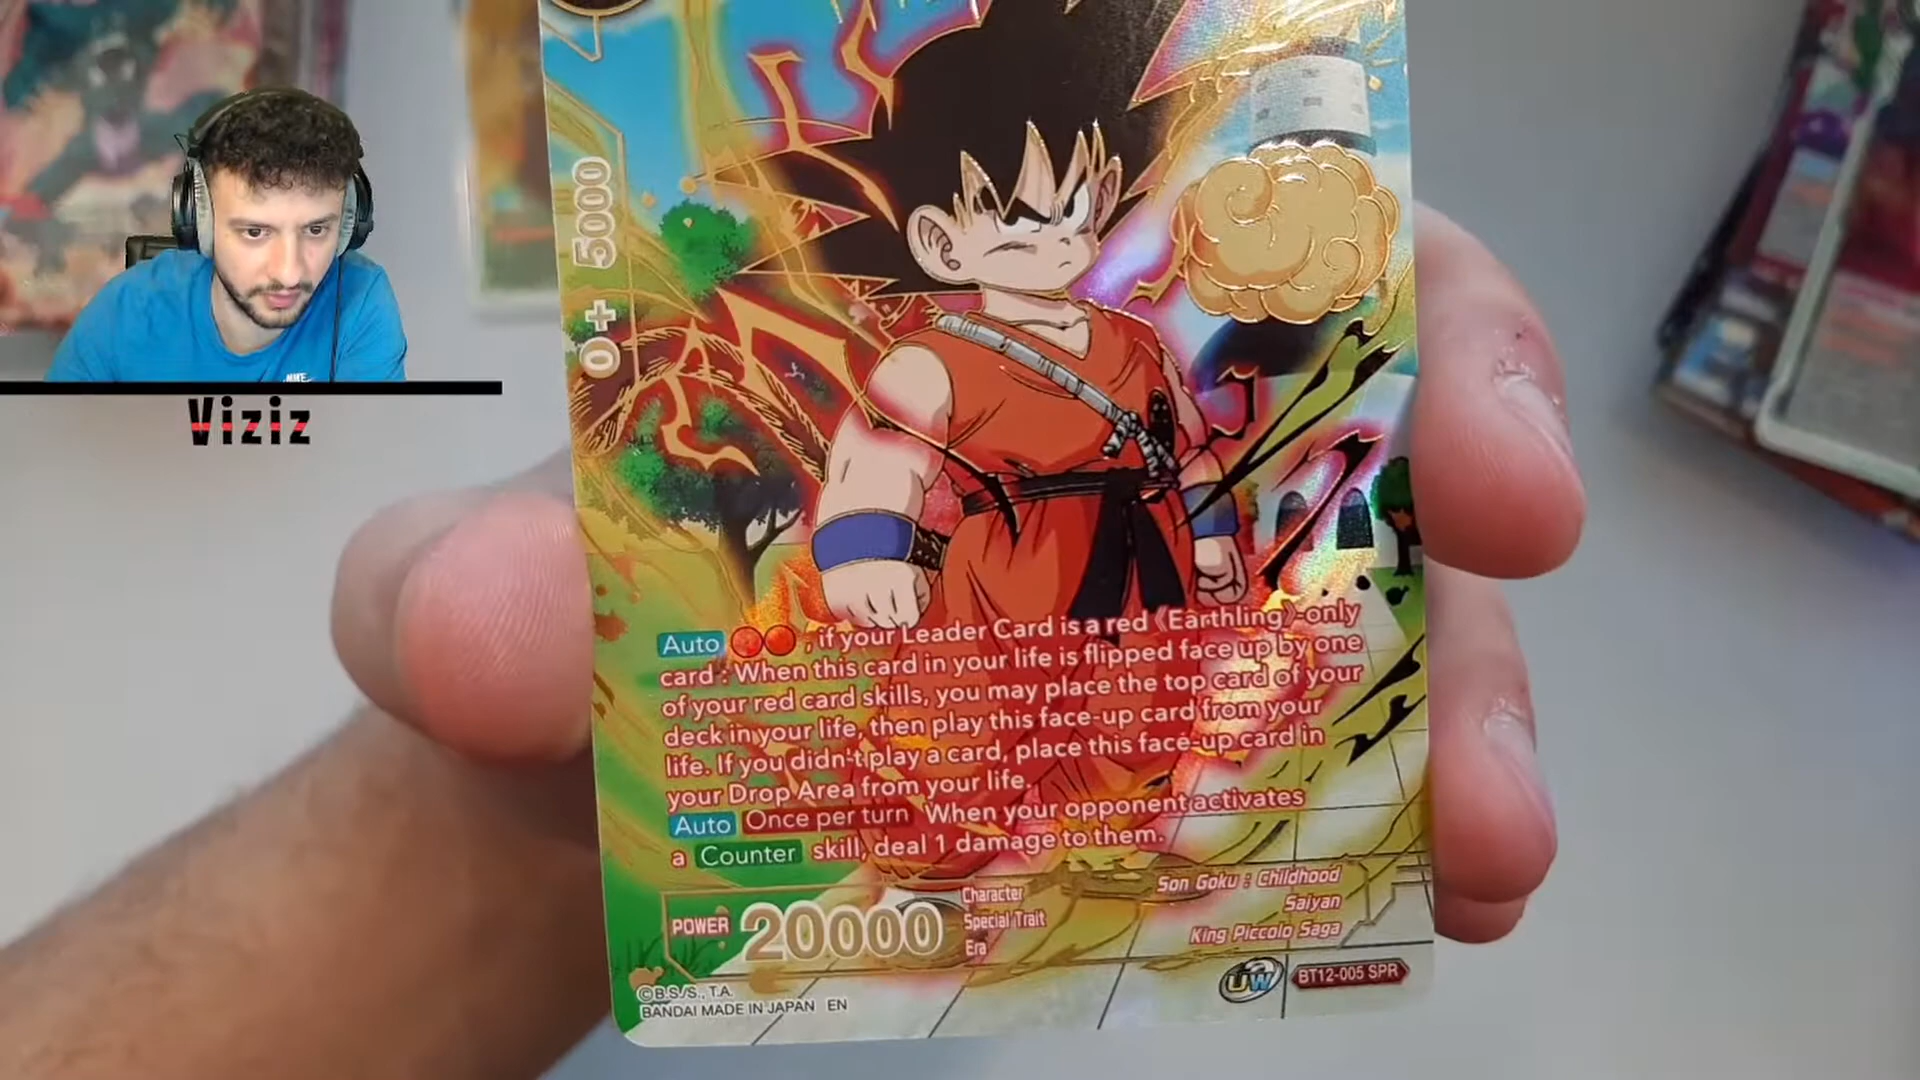 NIKE
Viziz
0 + 5000
Auto , if your Leader Card is a red 《Earthling》-only
card : When this card in your life is flipped face up by one
of your red card skills, you may place the top card of your
deck in your life, then play this face-up card from your
life. If you didn't play a card, place this face-up card in
your Drop Area from your life.
Auto Once per turn When your opponent activates
a Counter skill, deal 1 damage to them.
POWER 20000
Character Son Goku : Childhood
Special Trait Saiyan
Era King Piccolo Saga
UW BT12-005 SPR
©B.S./S., T.A.
BANDAI MADE IN JAPAN EN